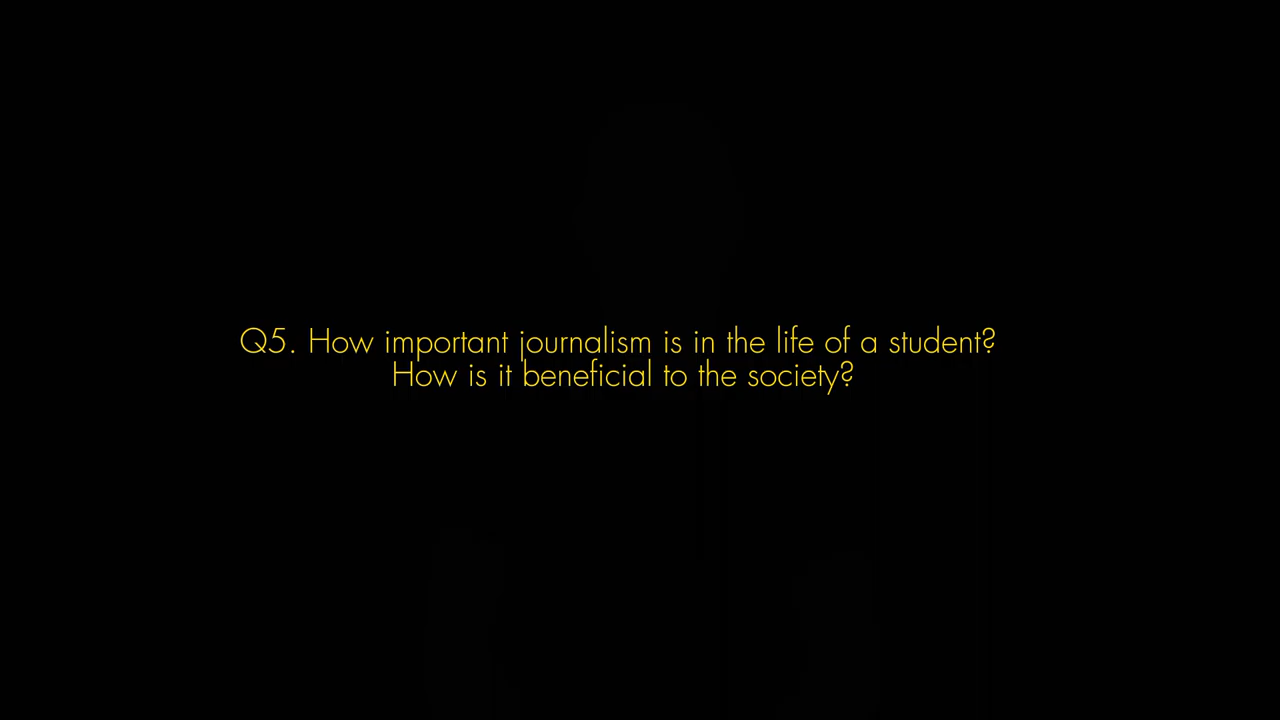 Q5. How important journalism is in the life of a student?
How is it beneficial to the society?